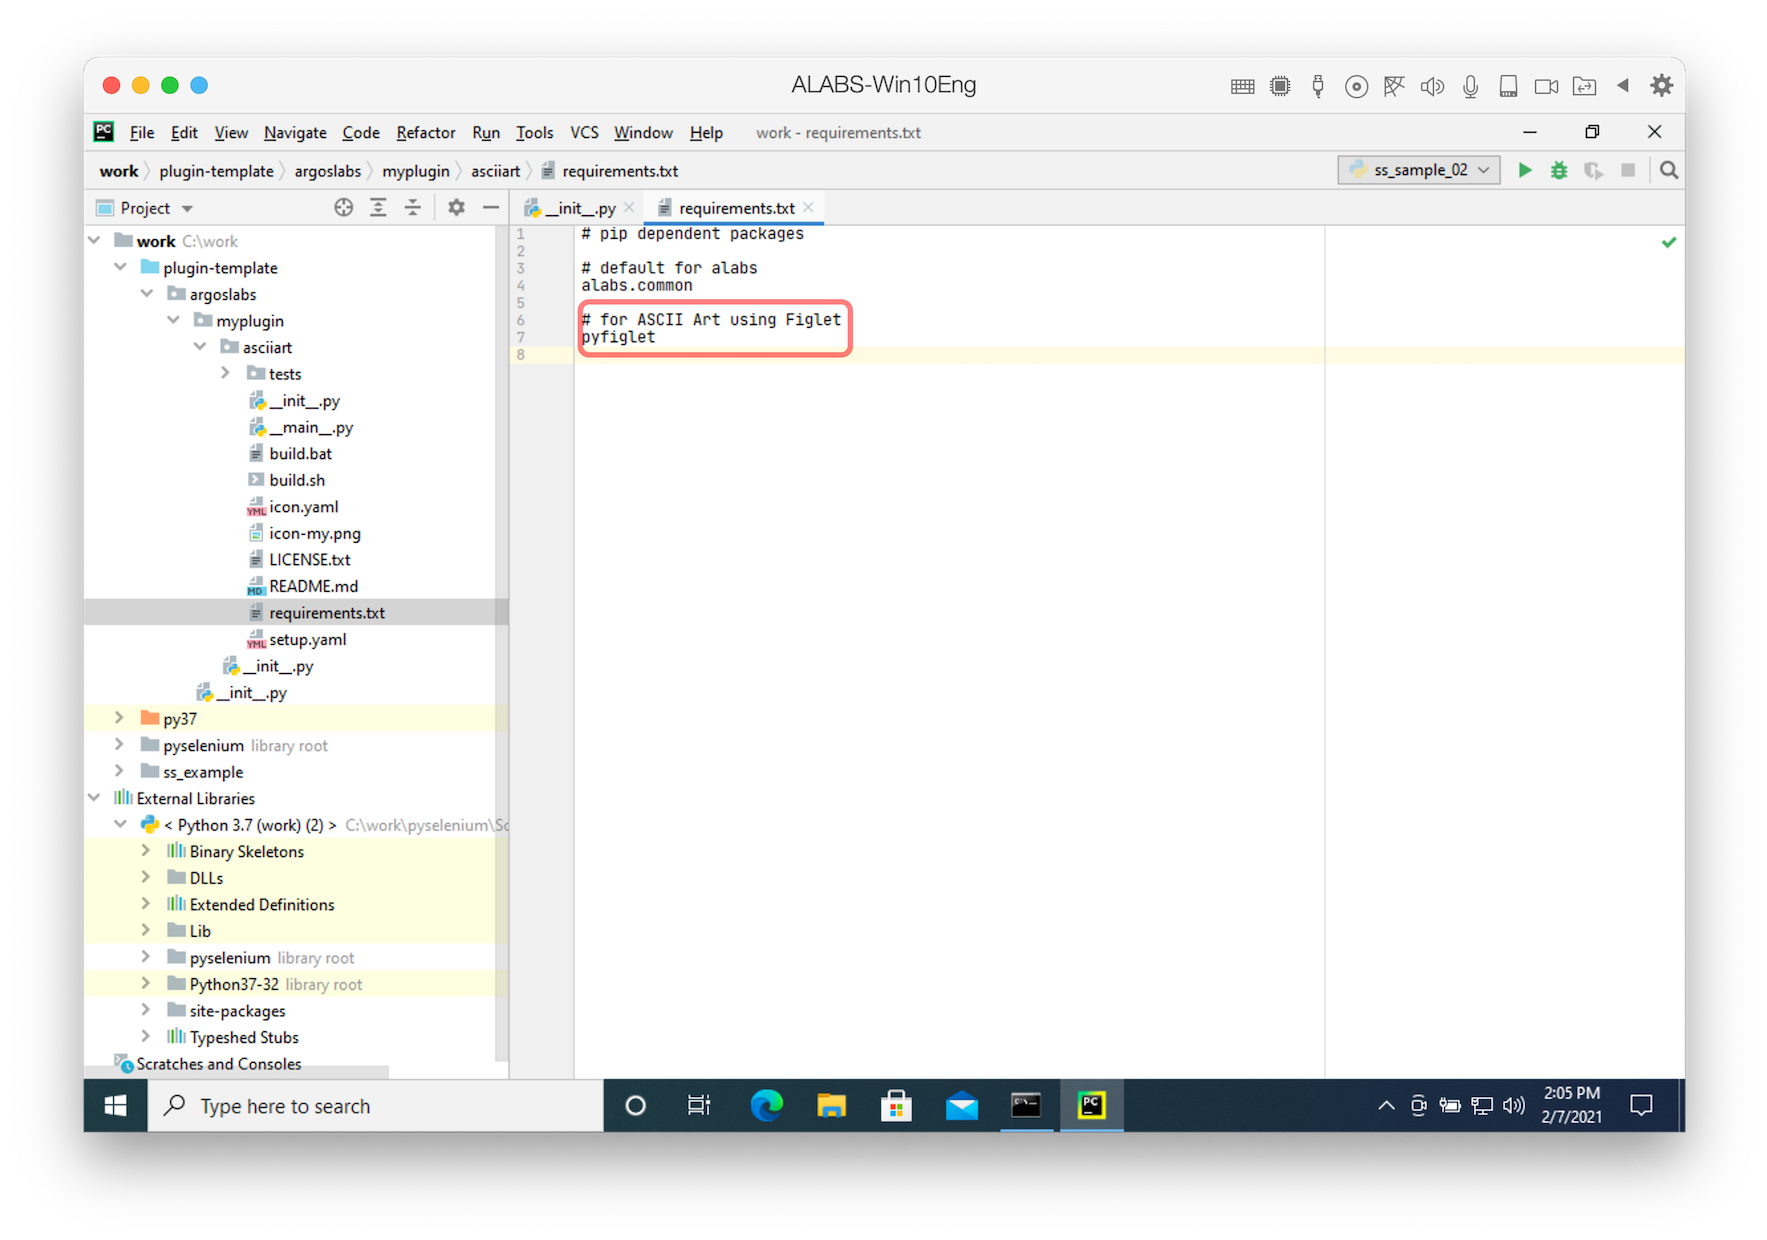 ALABS-Win10Eng
PC File Edit View Navigate Code Refactor Run Tools VCS Window Help work - requirements.txt
work plugin-template argoslabs myplugin asciiart requirements.txt ss_sample_02
Project __init__.py requirements.txt
work C:\work
plugin-template
argoslabs
myplugin
asciiart
tests
__init__.py
__main__.py
build.bat
build.sh
YML icon.yaml
icon-my.png
LICENSE.txt
MD README.md
requirements.txt
YML setup.yaml
__init__.py
__init__.py
py37
pyselenium library root
ss_example
External Libraries
< Python 3.7 (work) (2) > C:\work\pyselenium\Sc
Binary Skeletons
DLLs
Extended Definitions
Lib
pyselenium library root
Python37-32 library root
site-packages
Typeshed Stubs
Scratches and Consoles
1 # pip dependent packages
2
3 # default for alabs
4 alabs.common
5
6 # for ASCII Art using Figlet
7 pyfiglet
8
Type here to search
PC
2:05 PM
2/7/2021